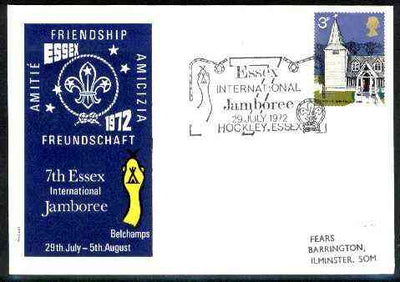 FRIENDSHIP
ESSEX
AMITIÉ
AMICIZIA
1972
FREUNDSCHAFT
7th Essex
International
Jamboree
Belchamps
29th.July - 5th.August
Essex
INTERNATIONAL
Jamboree
29 JULY 1972
HOCKLEY, ESSEX
3p
FEARS
BARRINGTON,
ILMINSTER, SOM